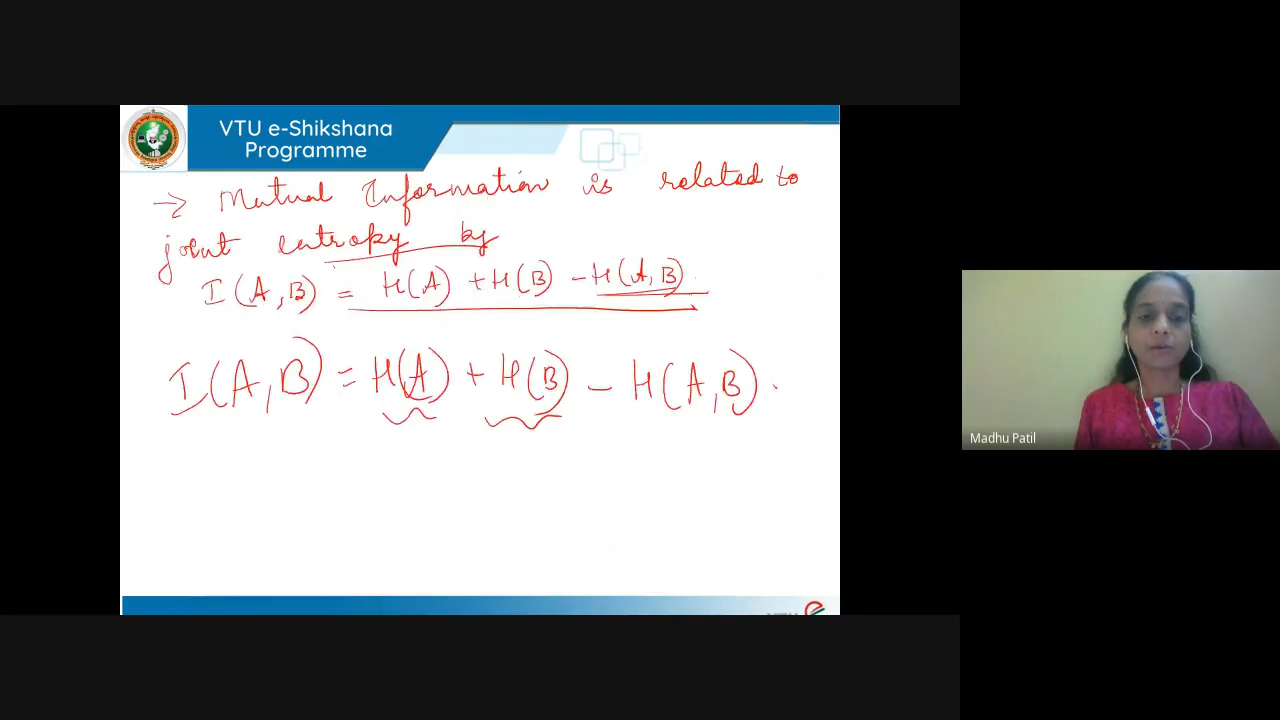 VTU e-Shikshana
Programme
→ Mutual Information is related to
joint entropy by
I(A,B) = H(A) + H(B) - H(A,B).
I(A,B) = H(A) + H(B) - H(A,B).
Madhu Patil